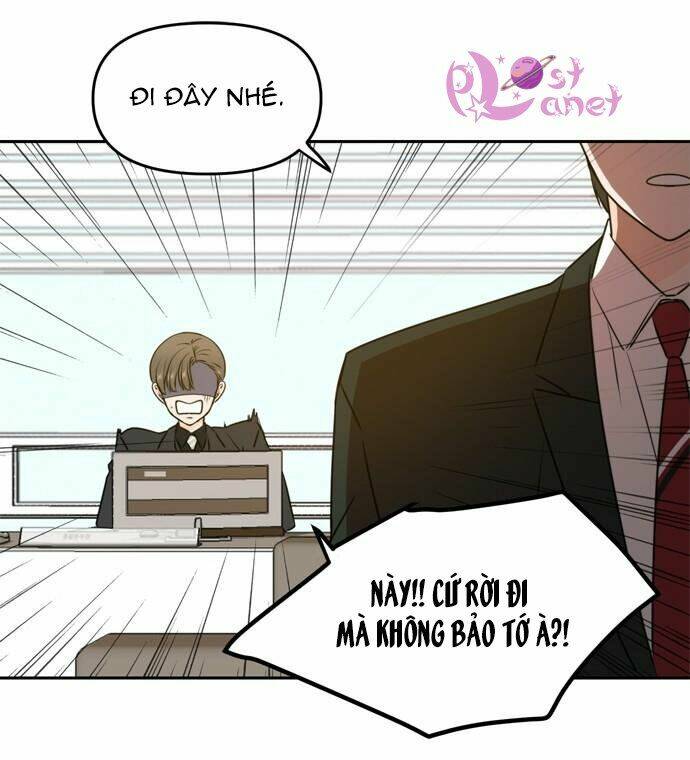 ĐI ĐÂY NHÉ.
Lost
Planet
NÀY!! CỨ RỜI ĐI
MÀ KHÔNG BẢO TỚ À?!